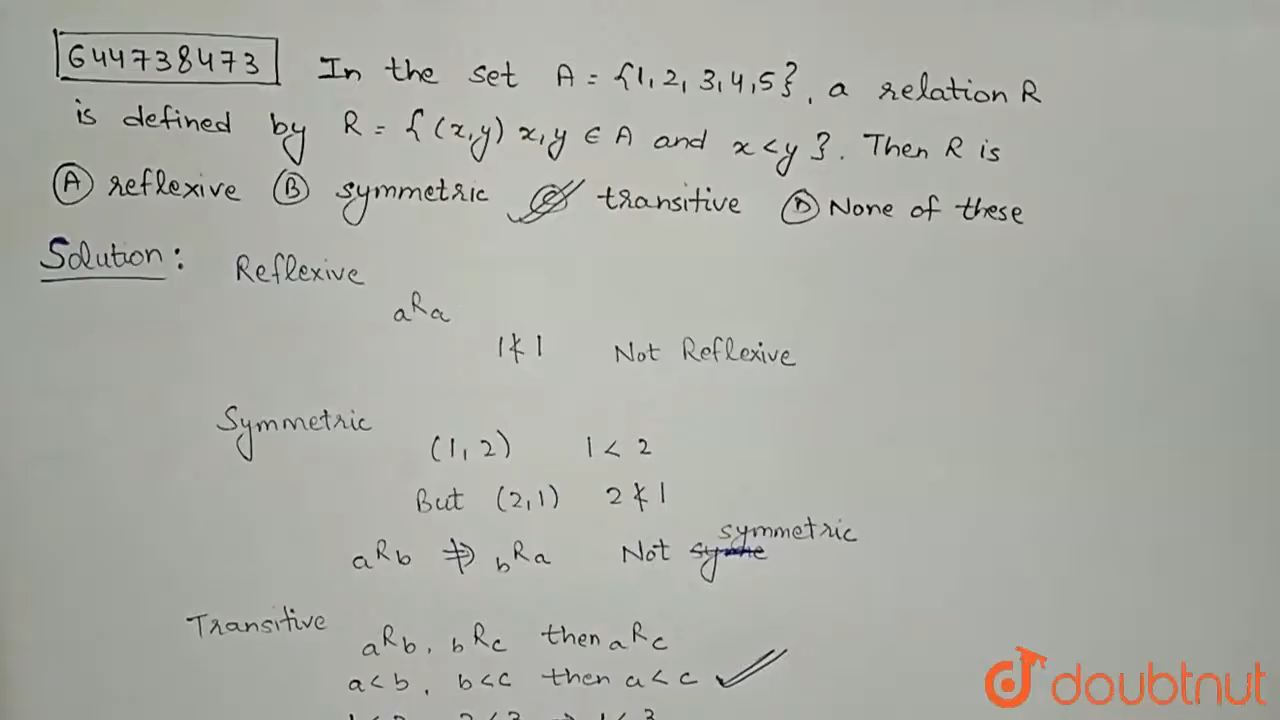 644738473 In the set A = {1, 2, 3, 4, 5}, a relation R
is defined by R = { (x,y) x,y ∈ A and x < y }. Then R is
(A) reflexive (B) symmetric (C) transitive (D) None of these
Solution :
Reflexive
aRa
1 ≮ 1 Not Reflexive
Symmetric
(1, 2) 1 < 2
But (2,1) 2 ≮ 1
symmetric
aRb ⇏ bRa Not
Transitive
aRb, bRc then aRc
a < b, b < c then a < c
doubtnut